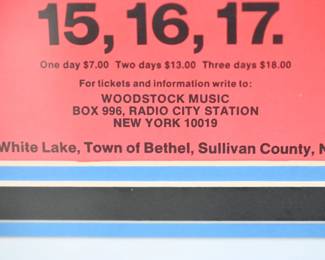 15, 16, 17.
One day $7.00 Two days $13.00 Three days $18.00
For tickets and information write to:
WOODSTOCK MUSIC
BOX 996, RADIO CITY STATION
NEW YORK 10019
White Lake, Town of Bethel, Sullivan County, N